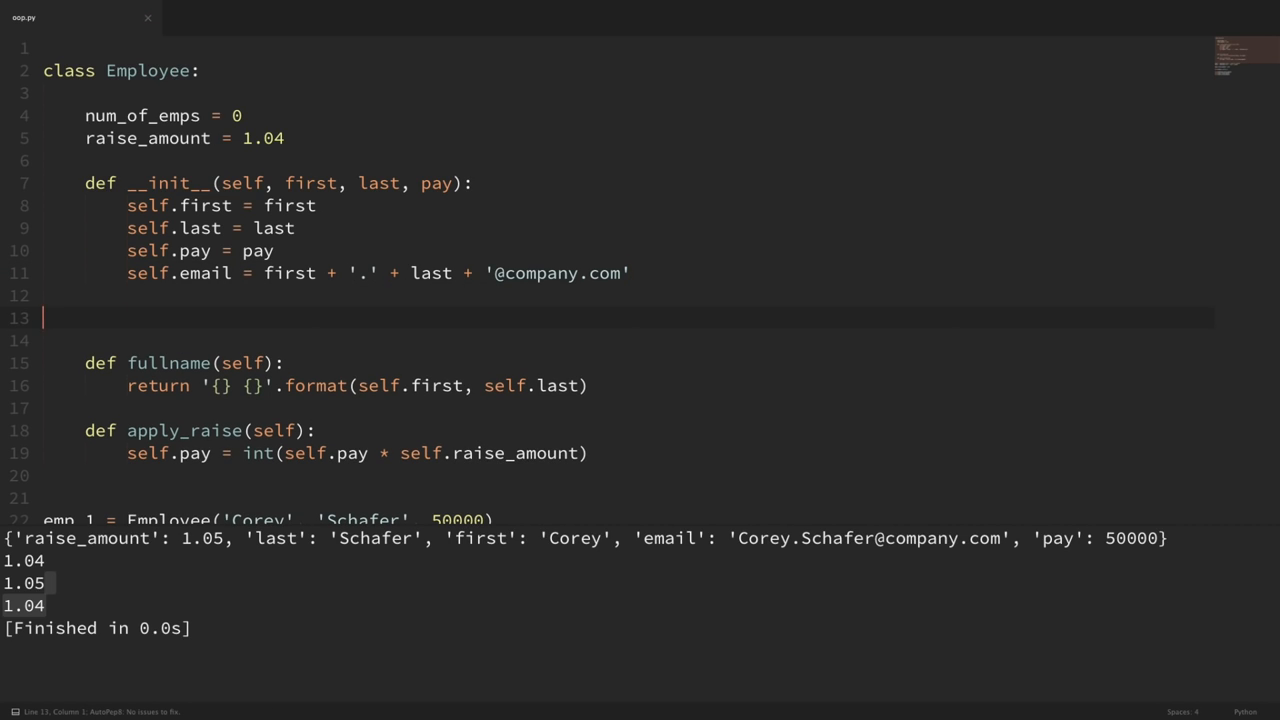 oop.py ×
1
2 class Employee:
3
4     num_of_emps = 0
5     raise_amount = 1.04
6
7     def __init__(self, first, last, pay):
8         self.first = first
9         self.last = last
10         self.pay = pay
11         self.email = first + '.' + last + '@company.com'
12
13
14
15     def fullname(self):
16         return '{} {}'.format(self.first, self.last)
17
18     def apply_raise(self):
19         self.pay = int(self.pay * self.raise_amount)
20
21
22 emp_1 = Employee('Corey', 'Schafer', 50000)
{'raise_amount': 1.05, 'last': 'Schafer', 'first': 'Corey', 'email': 'Corey.Schafer@company.com', 'pay': 50000}
1.04
1.05
1.04
[Finished in 0.0s]
Line 13, Column 1; AutoPep8: No issues to fix. Spaces: 4 Python